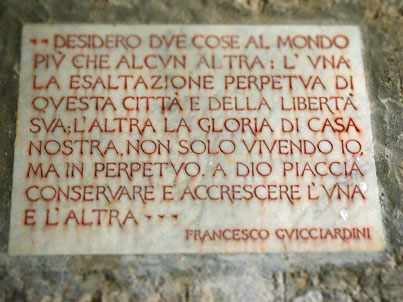 DESIDERO DVE COSE AL MONDO
PIV̀ CHE ALCVN ALTRA: L' VNA
LA ESALTAZIONE PERPETVA DI
QVESTA CITTÀ E DELLA LIBERTÀ
SVA; L'ALTRA LA GLORIA DI CASA
NOSTRA, NON SOLO VIVENDO IO,
MA IN PERPETVO. A DIO PIACCIA
CONSERVARE E ACCRESCERE L'VNA
E L'ALTRA
FRANCESCO GVICCIARDINI